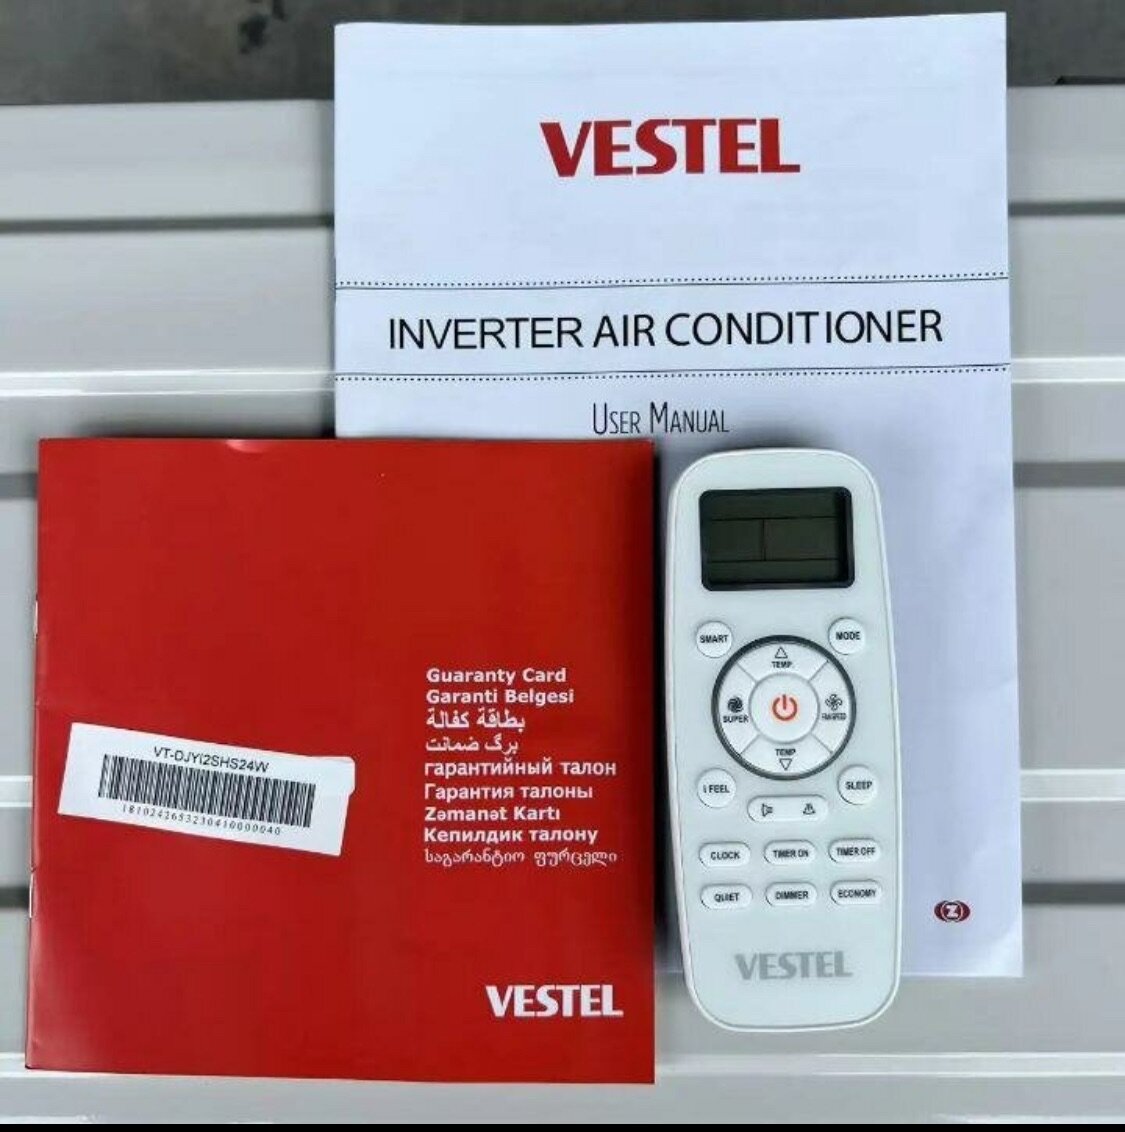 VESTEL
INVERTER AIR CONDITIONER
USER MANUAL
Guaranty Card
Garanti Belgesi
بطاقة كفالة
برگ ضمانت
гарантийный талон
Гарантия талоны
Zəmanət Kartı
Кепилдик талону
საგარანტიო ფურცელი
VT-DJYI2SHS24W
1810242653230410000040
VESTEL
SMART
MODE
TEMP
SUPER
FAN SPEED
TEMP
I FEEL
SLEEP
CLOCK
TIMER ON
TIMER OFF
QUIET
DIMMER
ECONOMY
VESTEL
Z